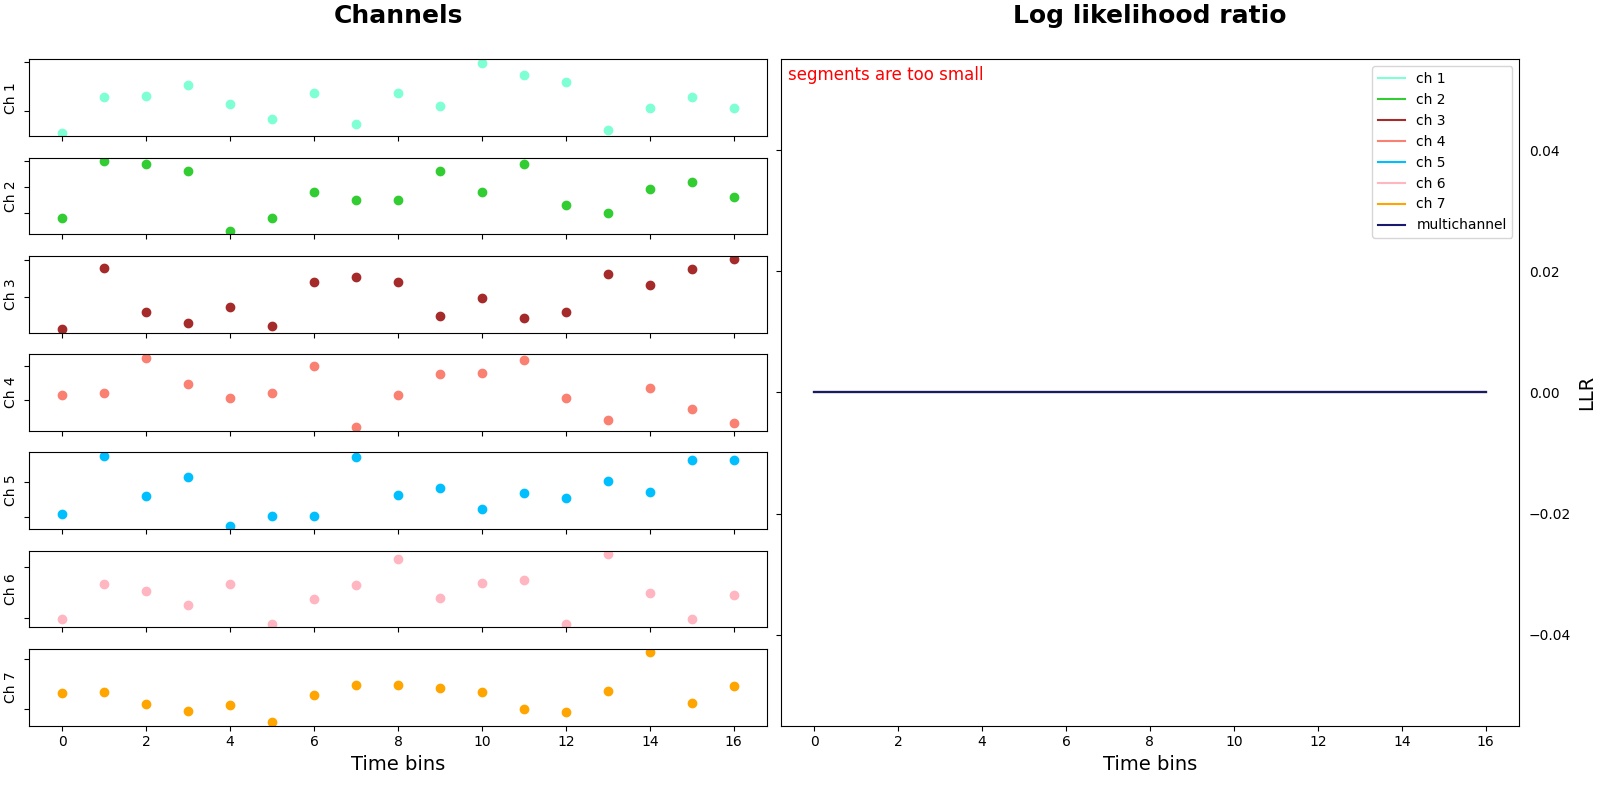 Channels
Log likelihood ratio
Ch 1
Ch 2
Ch 3
Ch 4
Ch 5
Ch 6
Ch 7
0 2 4 6 8 10 12 14 16
Time bins
segments are too small
ch 1
ch 2
ch 3
ch 4
ch 5
ch 6
ch 7
multichannel
0.04
0.02
0.00
−0.02
−0.04
LLR
0 2 4 6 8 10 12 14 16
Time bins